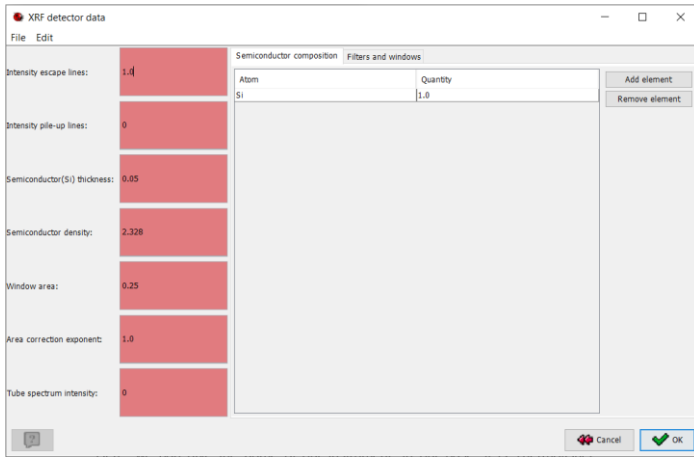 XRF detector data
File Edit
Intensity escape lines: 1.0
Intensity pile-up lines: 0
Semiconductor(Si) thickness: 0.05
Semiconductor density: 2.328
Window area: 0.25
Area correction exponent: 1.0
Tube spectrum intensity: 0
Semiconductor composition Filters and windows
Atom Quantity
Si 1.0
Add element
Remove element
?
Cancel OK